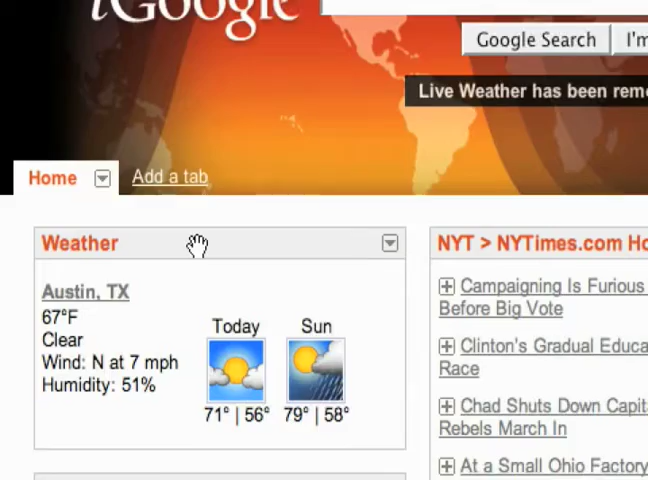 iGoogle
Google Search
I'm
Live Weather has been remo
Home
Add a tab
Weather
NYT > NYTimes.com Ho
Austin, TX
67°F
Clear
Wind: N at 7 mph
Humidity: 51%
Today
Sun
71° | 56°
79° | 58°
Campaigning Is Furious
Before Big Vote
Clinton's Gradual Educa
Race
Chad Shuts Down Capit
Rebels March In
At a Small Ohio Factory